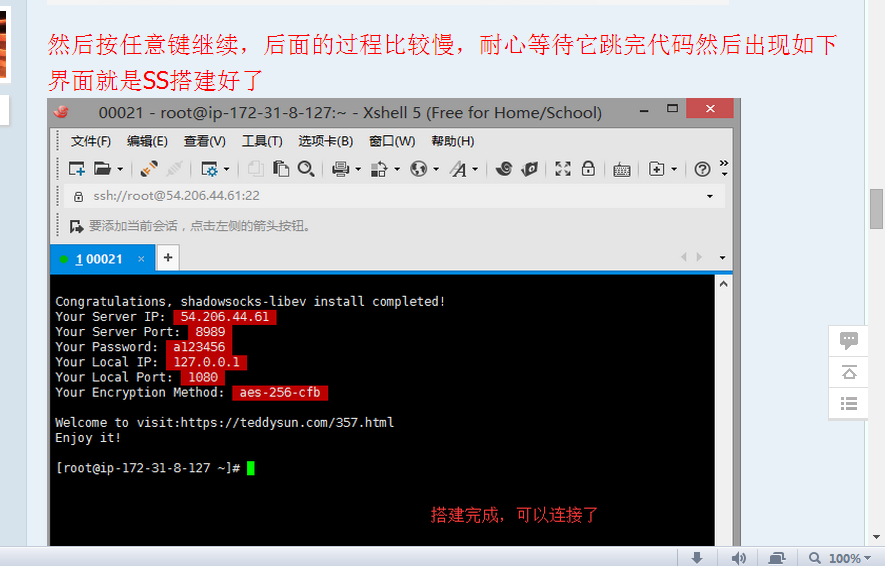 然后按任意键继续，后面的过程比较慢，耐心等待它跳完代码然后出现如下
界面就是SS搭建好了
00021 - root@ip-172-31-8-127:~ - Xshell 5 (Free for Home/School)
文件(F) 编辑(E) 查看(V) 工具(T) 选项卡(B) 窗口(W) 帮助(H)
ssh://root@54.206.44.61:22
要添加当前会话，点击左侧的箭头按钮。
1 00021
Congratulations, shadowsocks-libev install completed!
Your Server IP: 54.206.44.61
Your Server Port: 8989
Your Password: a123456
Your Local IP: 127.0.0.1
Your Local Port: 1080
Your Encryption Method: aes-256-cfb
Welcome to visit:https://teddysun.com/357.html
Enjoy it!
[root@ip-172-31-8-127 ~]#
搭建完成，可以连接了
100%